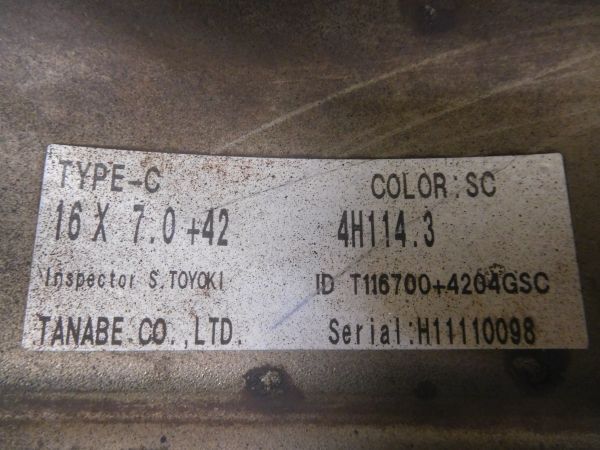 TYPE-C COLOR:SC
16 X 7.0 +42 4H114.3
Inspector S.TOYOKI ID T116700+4204GSC
TANABE CO.,LTD. Serial:H11110098